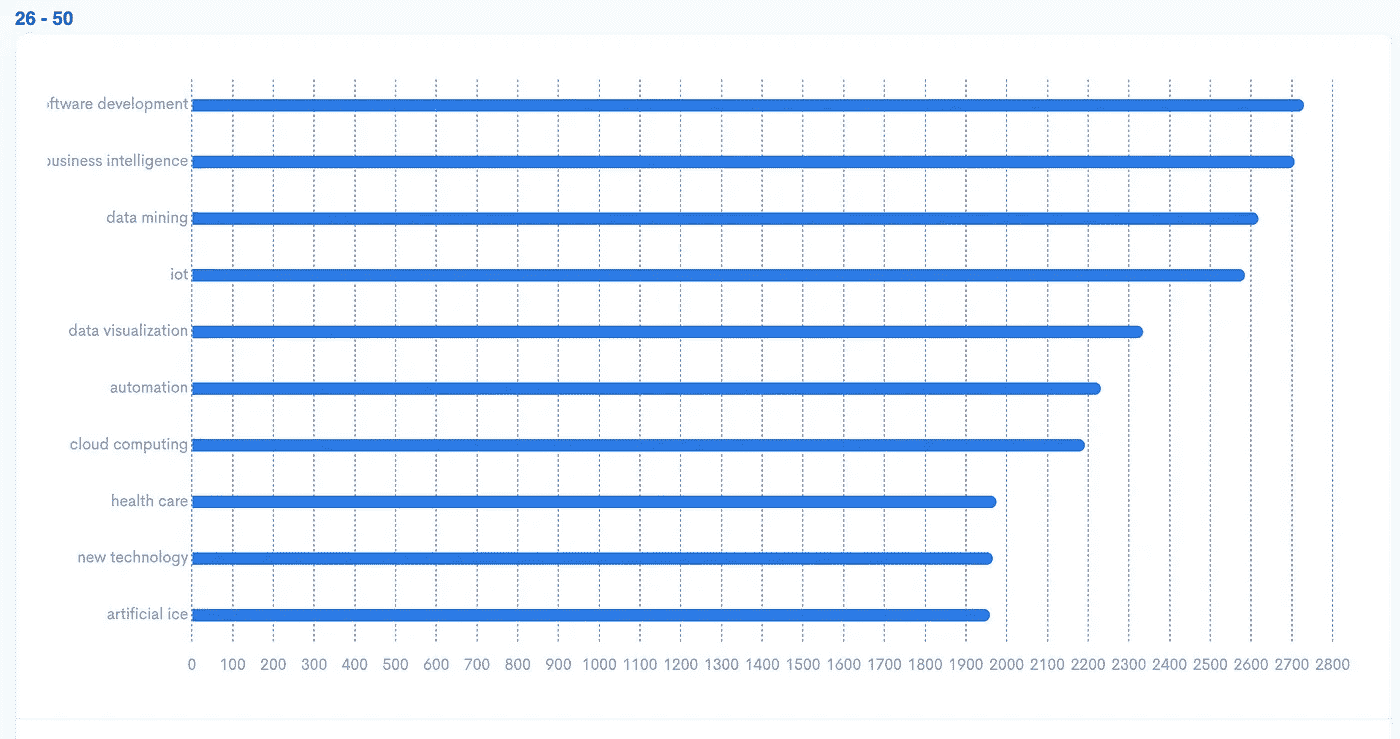 26 - 50
ftware development
business intelligence
data mining
iot
data visualization
automation
cloud computing
health care
new technology
artificial ice
0 100 200 300 400 500 600 700 800 900 1000 1100 1200 1300 1400 1500 1600 1700 1800 1900 2000 2100 2200 2300 2400 2500 2600 2700 2800